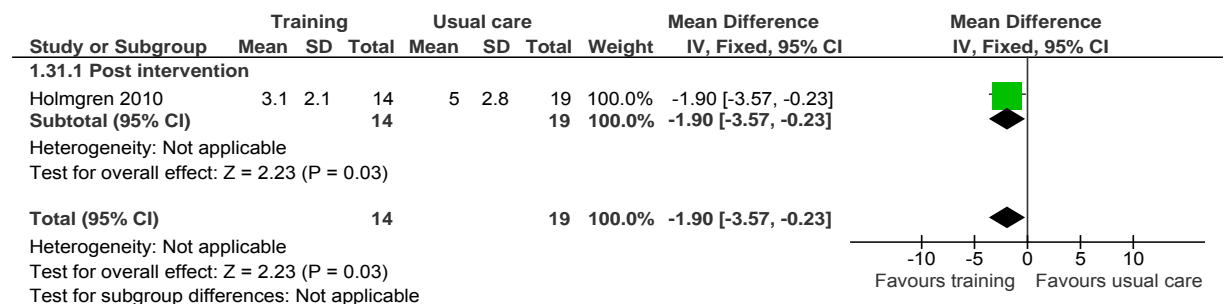 Training Usual care Mean Difference Mean Difference
Study or Subgroup Mean SD Total Mean SD Total Weight IV, Fixed, 95% CI IV, Fixed, 95% CI
1.31.1 Post intervention
Holmgren 2010 3.1 2.1 14 5 2.8 19 100.0% -1.90 [-3.57, -0.23]
Subtotal (95% CI) 14 19 100.0% -1.90 [-3.57, -0.23]
Heterogeneity: Not applicable
Test for overall effect: Z = 2.23 (P = 0.03)
Total (95% CI) 14 19 100.0% -1.90 [-3.57, -0.23]
Heterogeneity: Not applicable
Test for overall effect: Z = 2.23 (P = 0.03)
Test for subgroup differences: Not applicable
-10 -5 0 5 10
Favours training Favours usual care